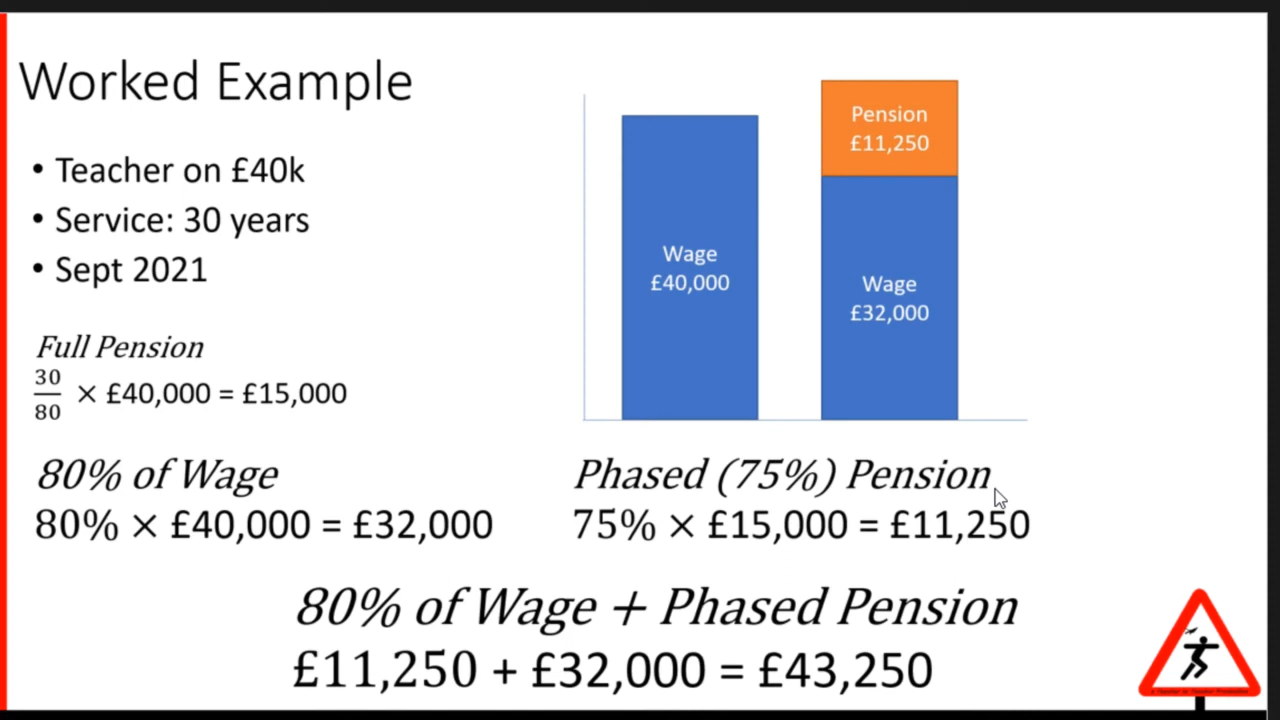 Worked Example
• Teacher on £40k
• Service: 30 years
• Sept 2021
Full Pension
30/80 × £40,000 = £15,000
80% of Wage
80% × £40,000 = £32,000
Wage
£40,000
Pension
£11,250
Wage
£32,000
Phased (75%) Pension
75% × £15,000 = £11,250
80% of Wage + Phased Pension
£11,250 + £32,000 = £43,250